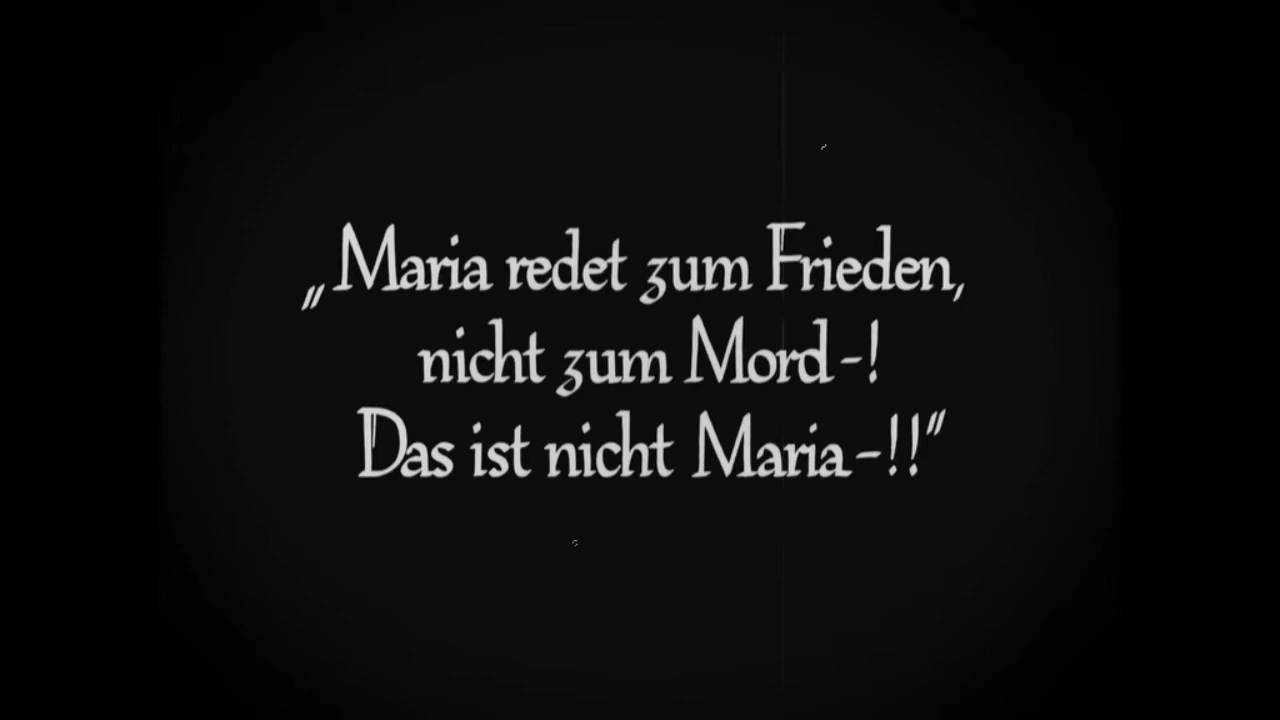 „Maria redet zum Frieden,
nicht zum Mord-!
Das ist nicht Maria-!!"